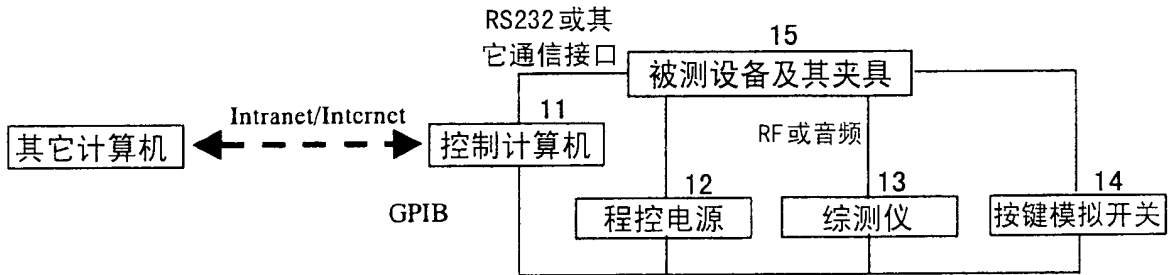 RS232或其
它通信接口
15
被测设备及其夹具
Intranet/Intcrnct
11
其它计算机
控制计算机
RF或音频
GPIB
12
程控电源
13
综测仪
14
按键模拟开关